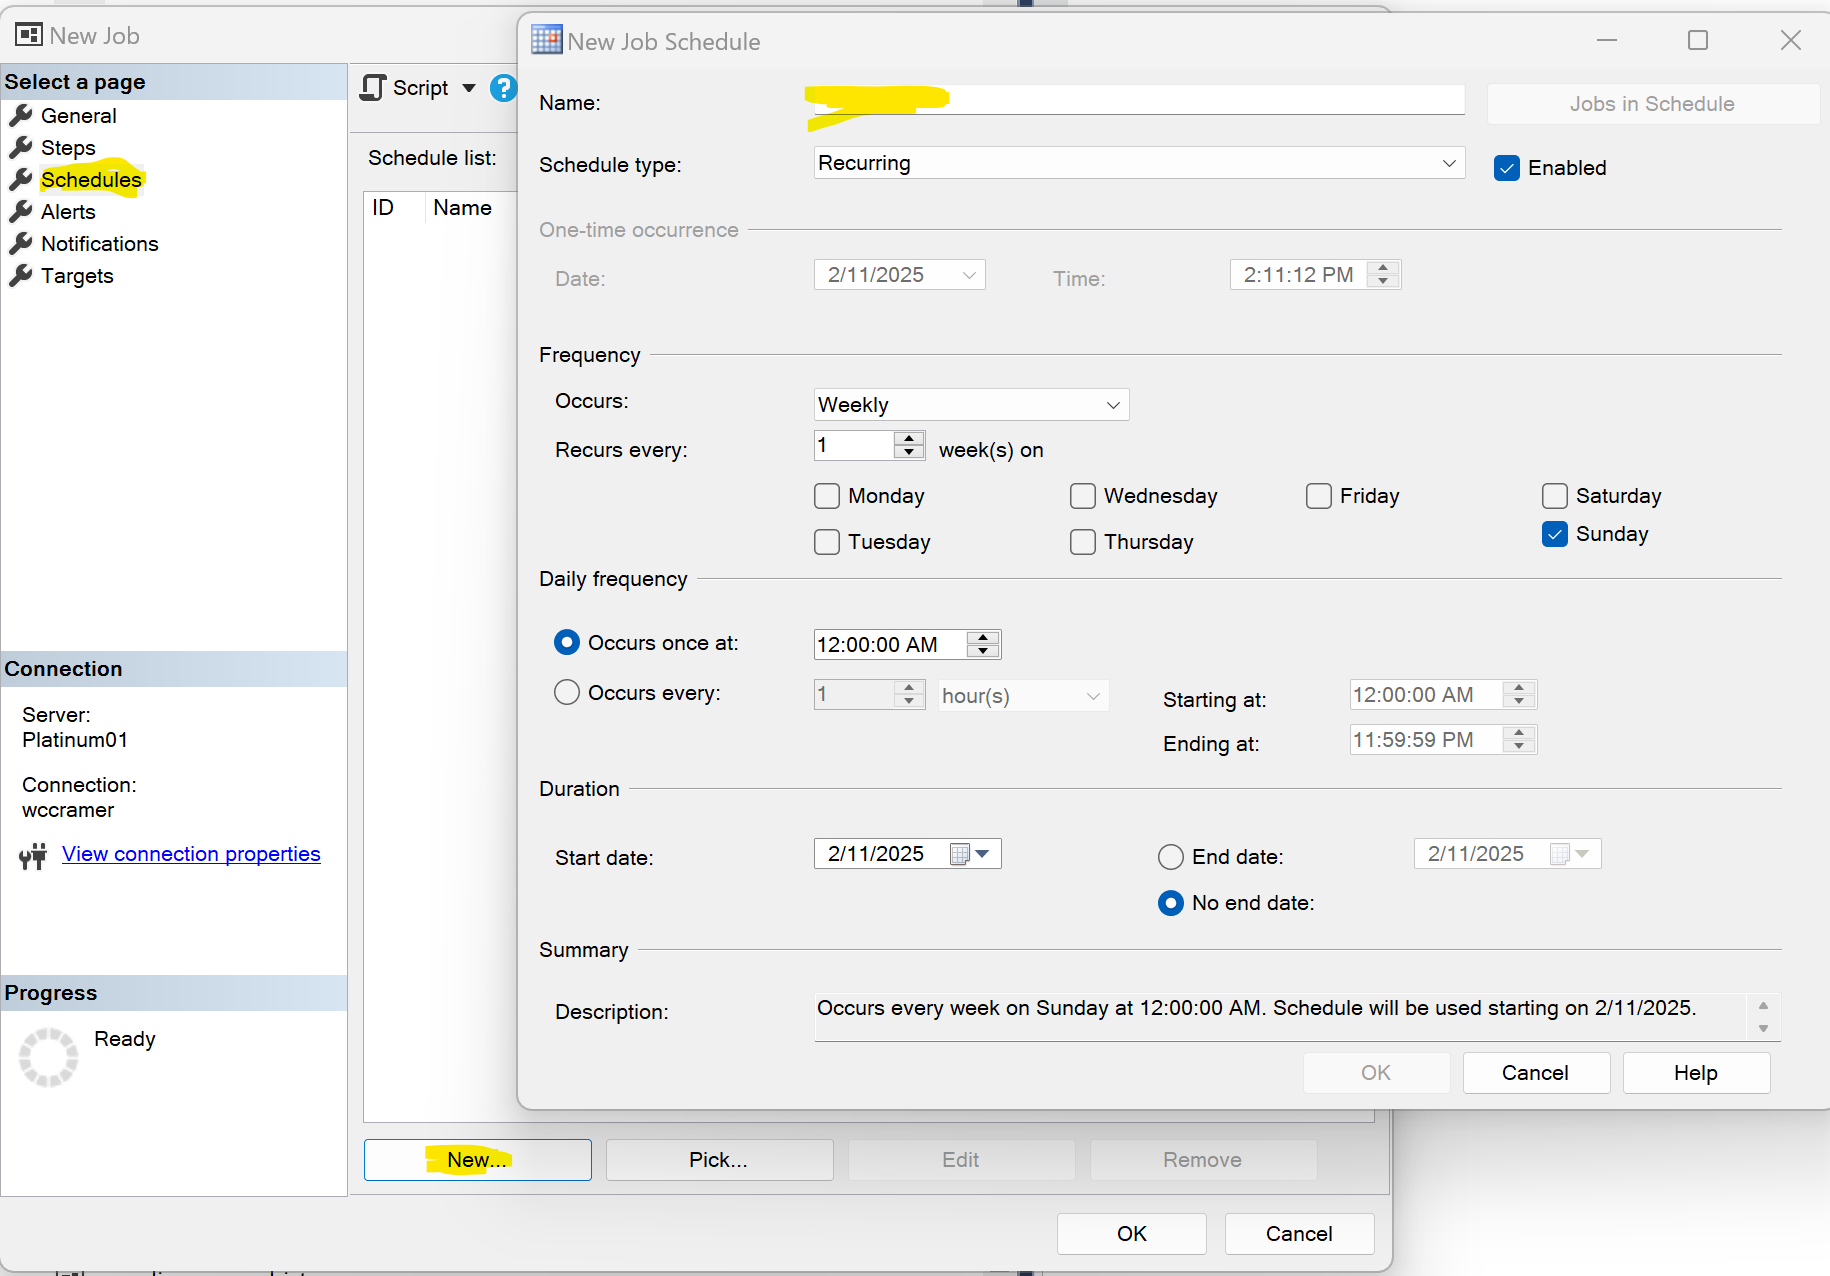 New Job
Select a page
General
Steps
Schedules
Alerts
Notifications
Targets
Connection
Server:
Platinum01
Connection:
wccramer
View connection properties
Progress
Ready
Script ?
Schedule list:
ID Name
New... Pick... Edit Remove
OK Cancel
New Job Schedule
Name: Jobs in Schedule
Schedule type: Recurring Enabled
One-time occurrence
Date: 2/11/2025 Time: 2:11:12 PM
Frequency
Occurs: Weekly
Recurs every: 1 week(s) on
Monday Wednesday Friday Saturday
Tuesday Thursday Sunday
Daily frequency
Occurs once at: 12:00:00 AM
Occurs every: 1 hour(s) Starting at: 12:00:00 AM
Ending at: 11:59:59 PM
Duration
Start date: 2/11/2025 End date: 2/11/2025
No end date:
Summary
Description: Occurs every week on Sunday at 12:00:00 AM. Schedule will be used starting on 2/11/2025.
OK Cancel Help